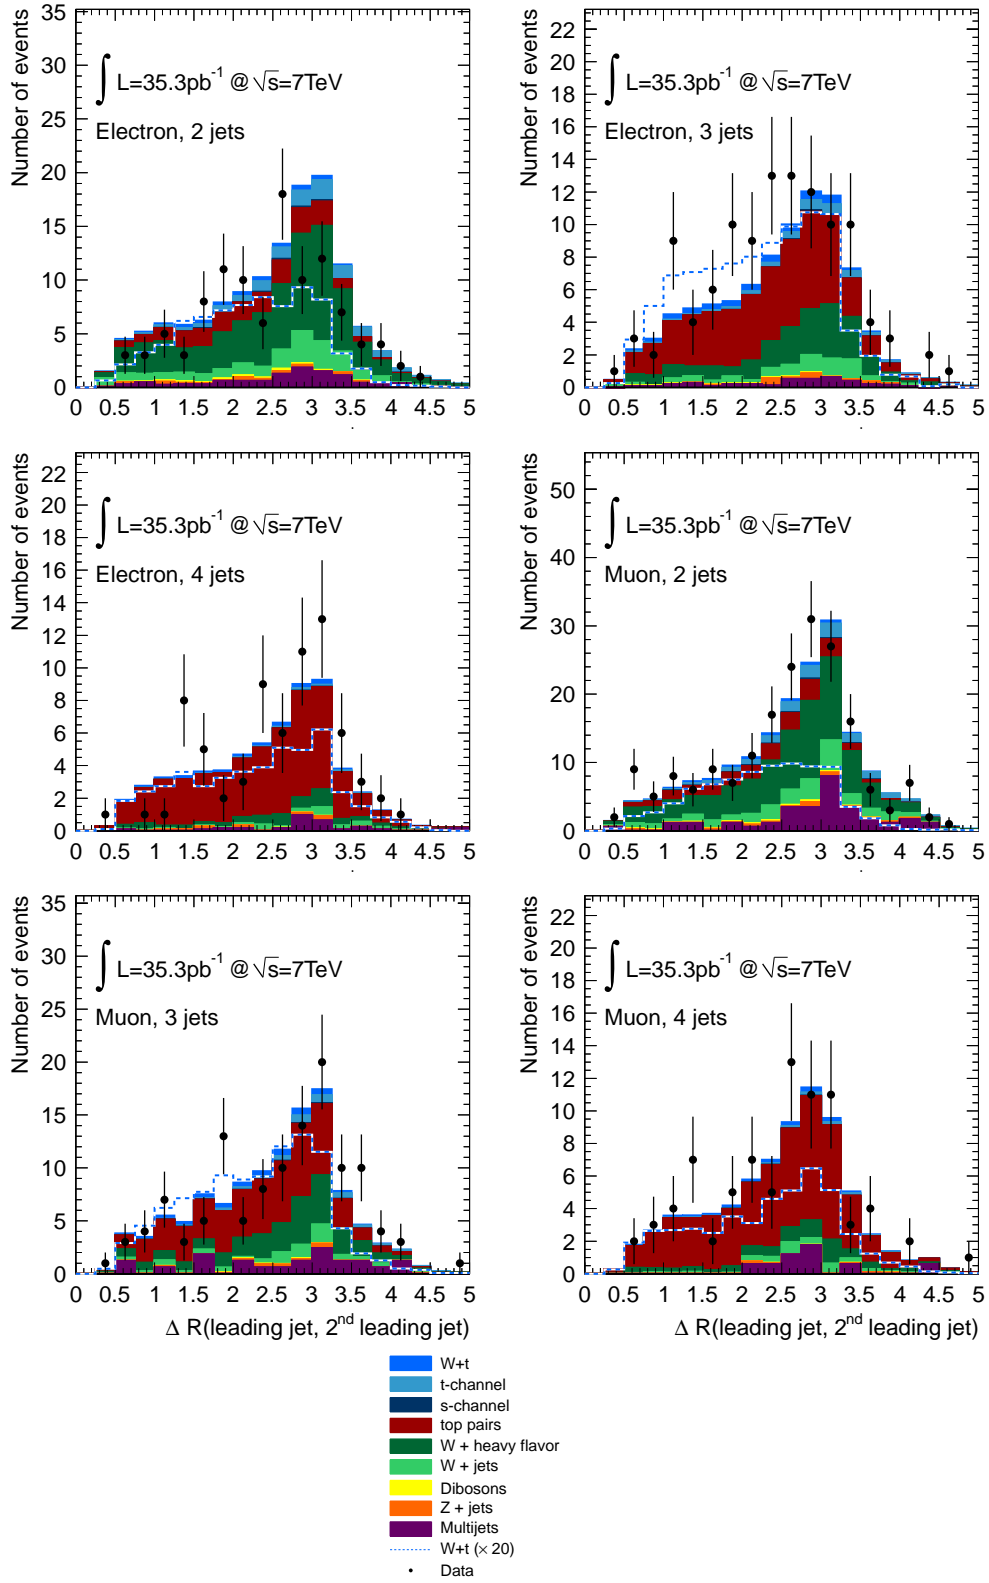 Number of events
35
30
25
20
15
10
5
0
∫ L=35.3pb⁻¹ @ √s=7TeV
Electron, 2 jets
0 0.5 1 1.5 2 2.5 3 3.5 4 4.5 5
Number of events
22
20
18
16
14
12
10
8
6
4
2
0
∫ L=35.3pb⁻¹ @ √s=7TeV
Electron, 3 jets
0 0.5 1 1.5 2 2.5 3 3.5 4 4.5 5
Number of events
22
20
18
16
14
12
10
8
6
4
2
0
∫ L=35.3pb⁻¹ @ √s=7TeV
Electron, 4 jets
0 0.5 1 1.5 2 2.5 3 3.5 4 4.5 5
Number of events
50
40
30
20
10
0
∫ L=35.3pb⁻¹ @ √s=7TeV
Muon, 2 jets
0 0.5 1 1.5 2 2.5 3 3.5 4 4.5 5
Number of events
35
30
25
20
15
10
5
0
∫ L=35.3pb⁻¹ @ √s=7TeV
Muon, 3 jets
0 0.5 1 1.5 2 2.5 3 3.5 4 4.5 5
Δ R(leading jet, 2ⁿᵈ leading jet)
Number of events
22
20
18
16
14
12
10
8
6
4
2
0
∫ L=35.3pb⁻¹ @ √s=7TeV
Muon, 4 jets
0 0.5 1 1.5 2 2.5 3 3.5 4 4.5 5
Δ R(leading jet, 2ⁿᵈ leading jet)
W+t
t-channel
s-channel
top pairs
W + heavy flavor
W + jets
Dibosons
Z + jets
Multijets
W+t (× 20)
Data